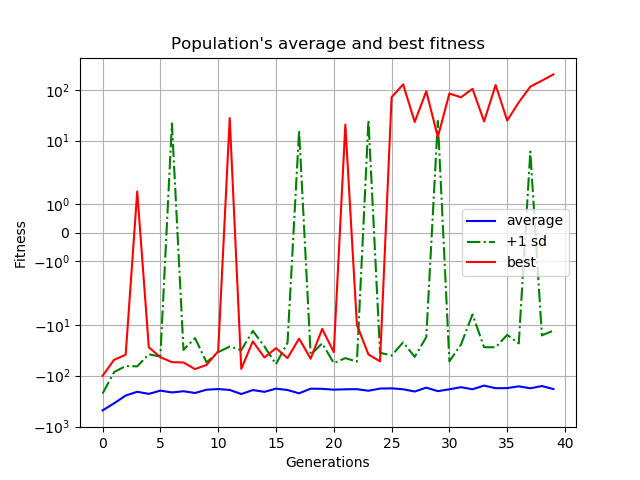 Population's average and best fitness
Fitness
10²
10¹
10⁰
0
−10⁰
−10¹
−10²
−10³
average
+1 sd
best
0 5 10 15 20 25 30 35 40
Generations